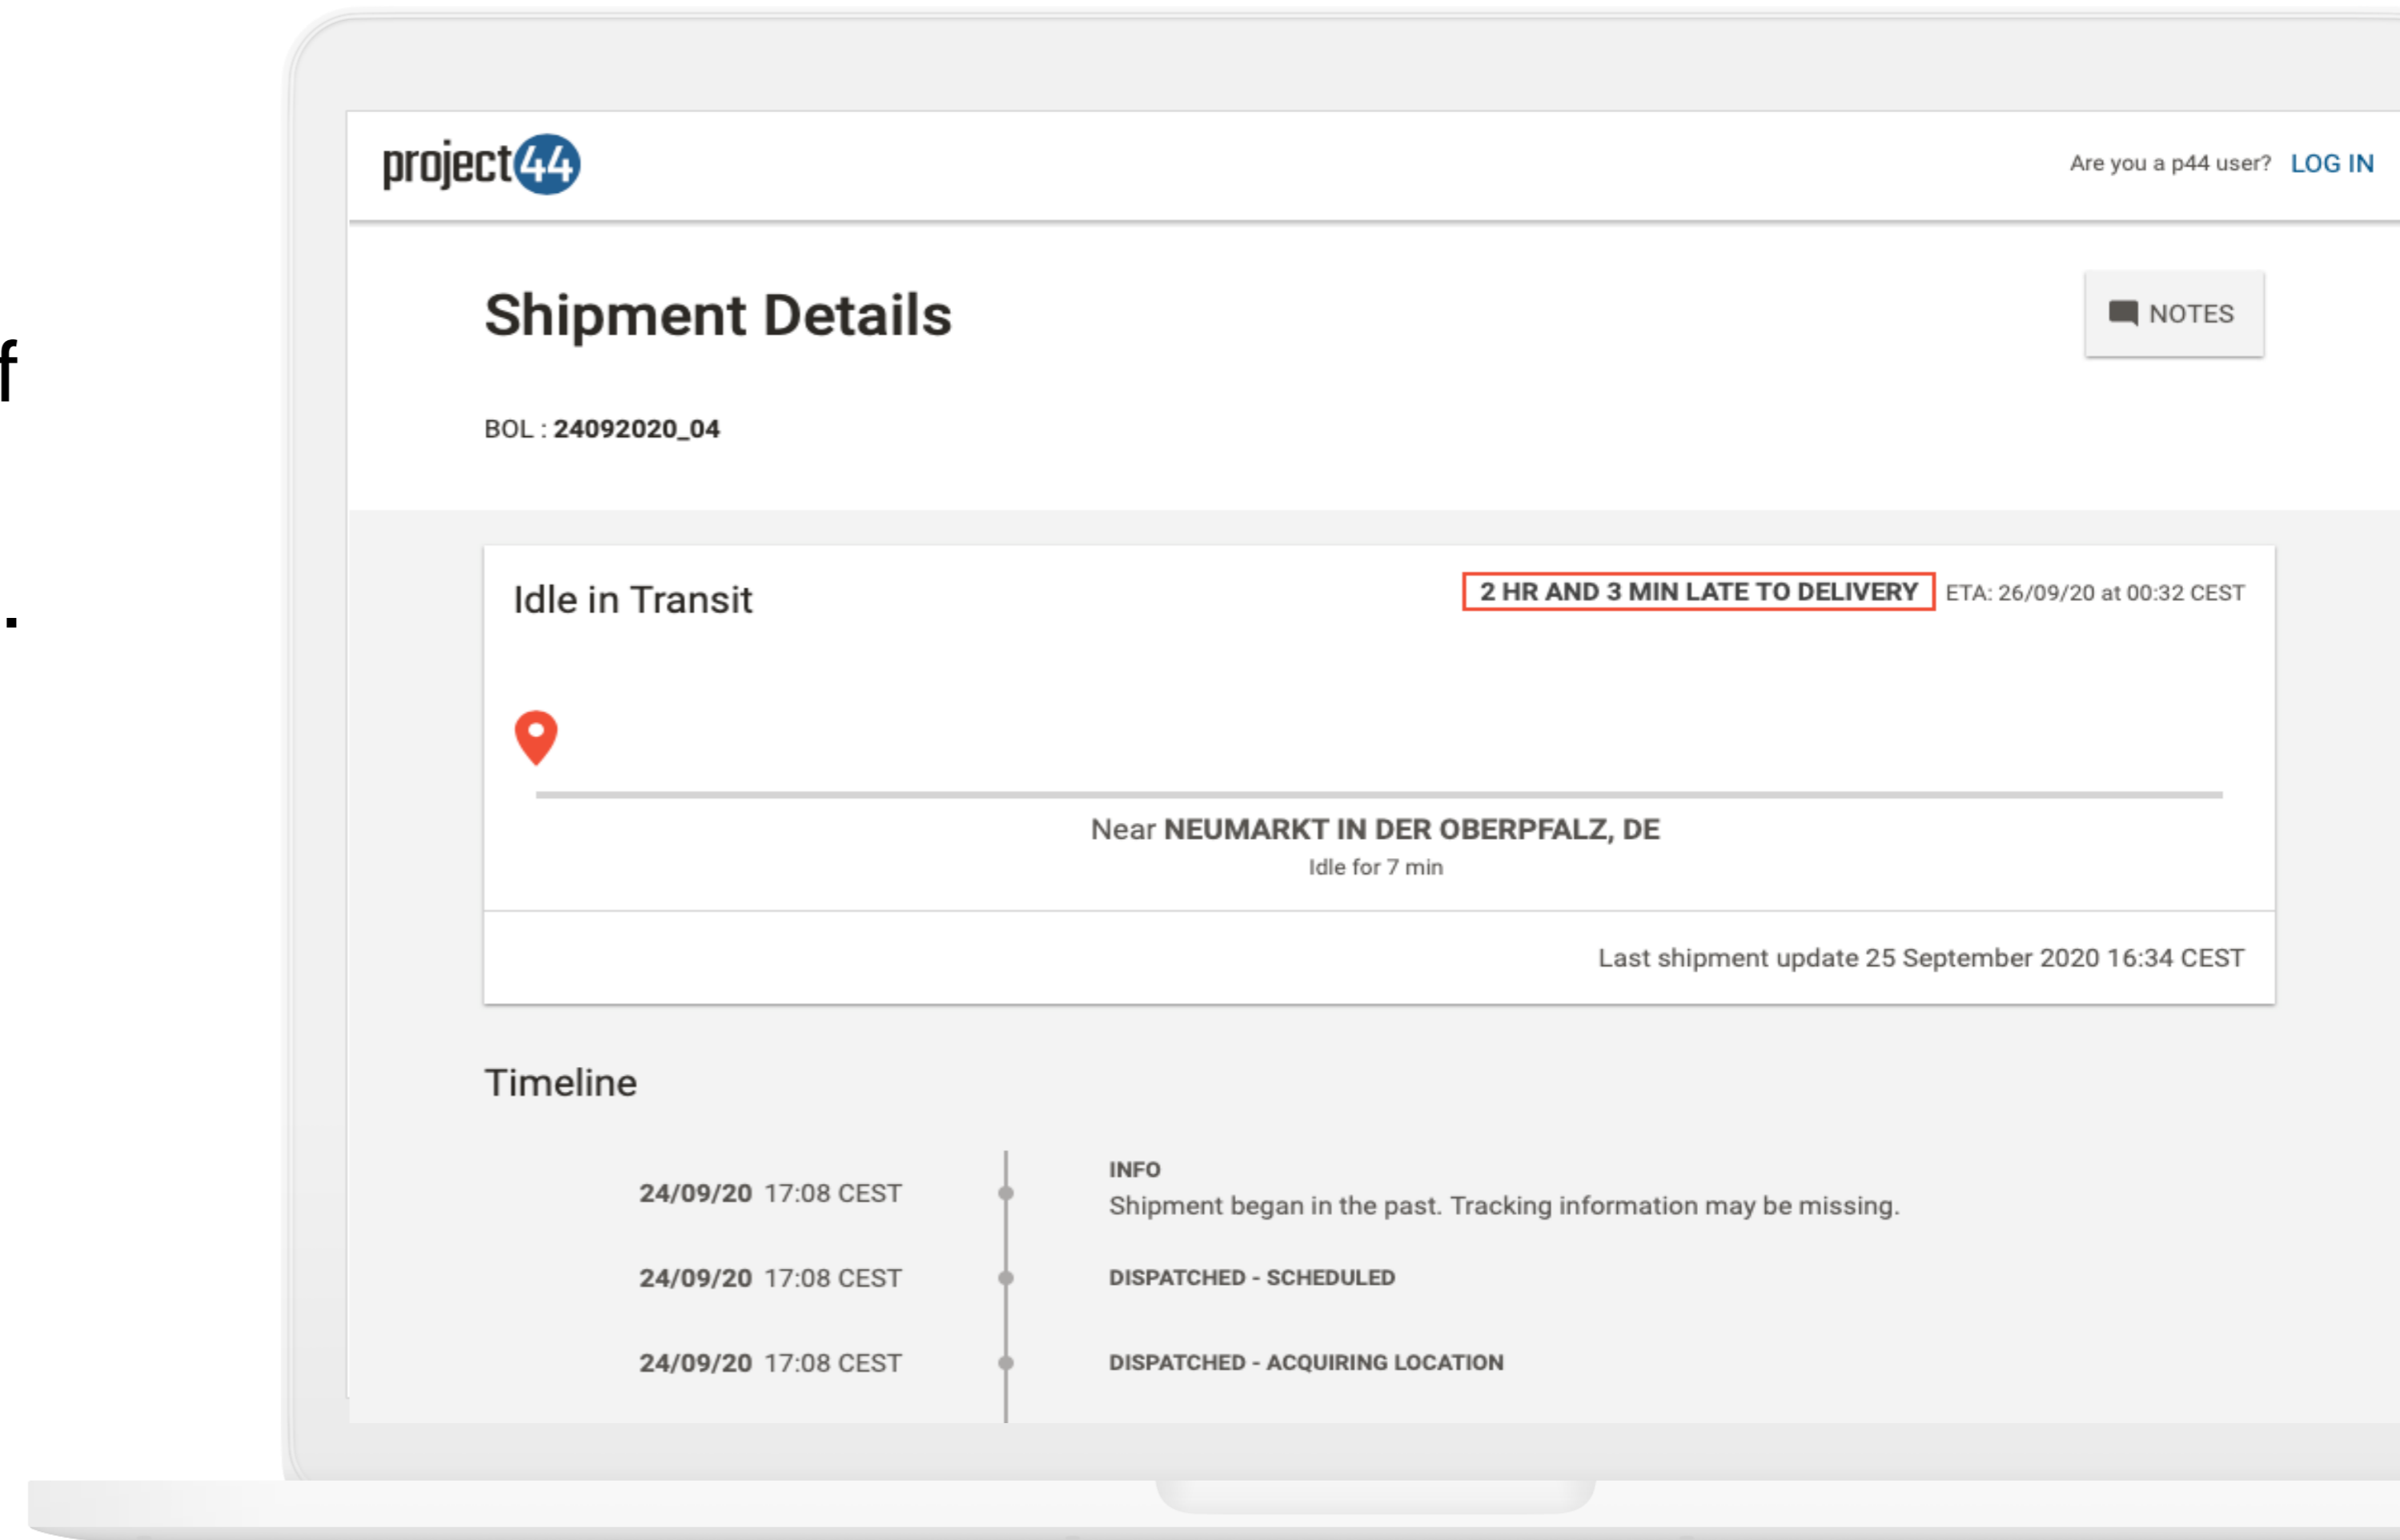 f
.
project44
Are you a p44 user? LOG IN
Shipment Details
NOTES
BOL : 24092020_04
Idle in Transit
2 HR AND 3 MIN LATE TO DELIVERY ETA: 26/09/20 at 00:32 CEST
Near NEUMARKT IN DER OBERPFALZ, DE
Idle for 7 min
Last shipment update 25 September 2020 16:34 CEST
Timeline
24/09/20 17:08 CEST
INFO
Shipment began in the past. Tracking information may be missing.
24/09/20 17:08 CEST DISPATCHED - SCHEDULED
24/09/20 17:08 CEST DISPATCHED - ACQUIRING LOCATION